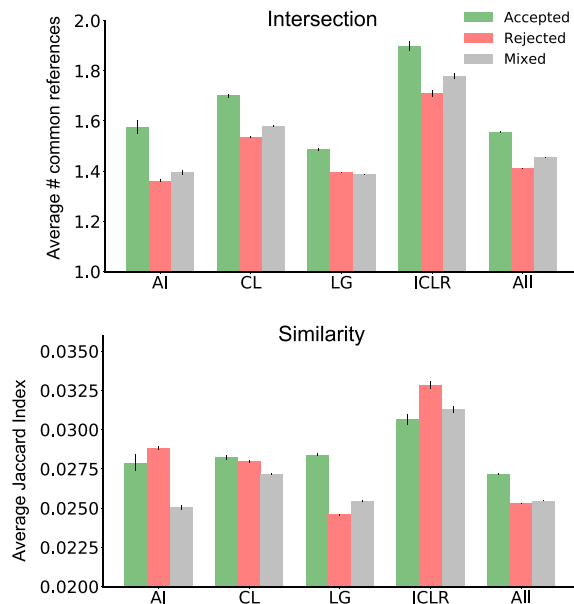 Intersection
Accepted
Rejected
Mixed
Average # common references
2.0
1.8
1.6
1.4
1.2
1.0
AI
CL
LG
ICLR
All
Similarity
Average Jaccard Index
0.0350
0.0325
0.0300
0.0275
0.0250
0.0225
0.0200
AI
CL
LG
ICLR
All